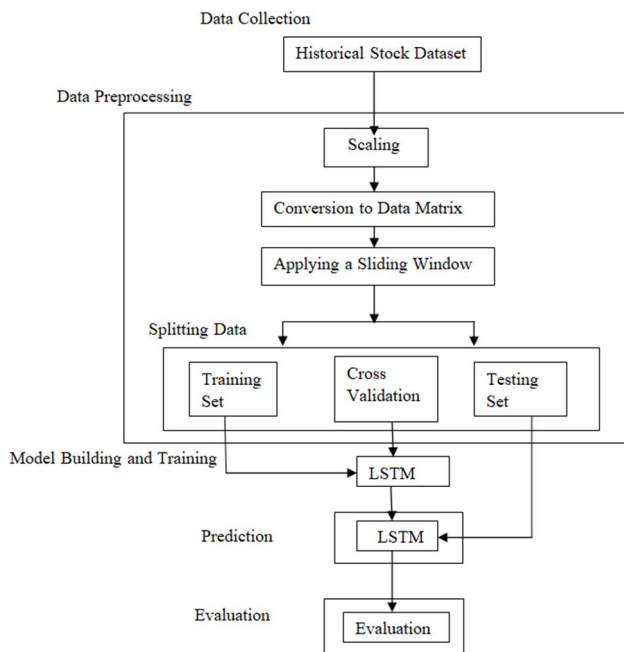 Data Collection
Historical Stock Dataset
Data Preprocessing
Scaling
Conversion to Data Matrix
Applying a Sliding Window
Splitting Data
Training
Set
Cross
Validation
Testing
Set
Model Building and Training
LSTM
Prediction
LSTM
Evaluation
Evaluation